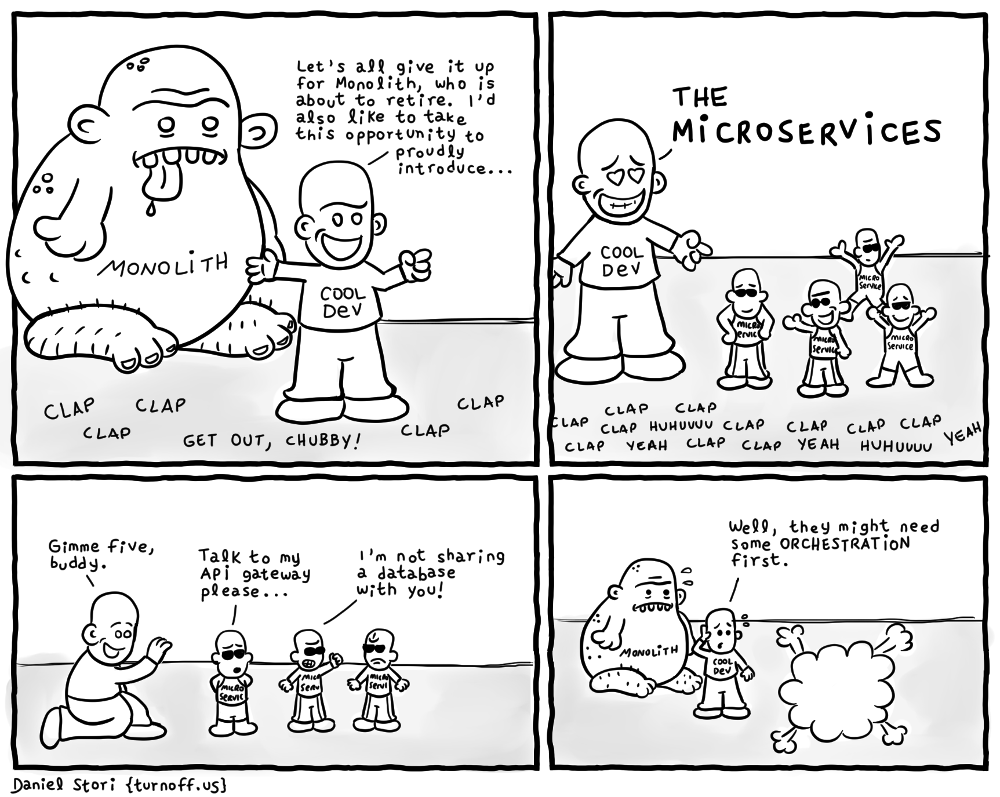 Let's all give it up
for Monolith, who is
about to retire. I'd
also like to take
this opportunity to
proudly
introduce...
MONOLiTH
COOL
DeV
CLAP
CLAP
CLAP
CLAP
CLAP
GET OUT, CHUBBY!
THE
MiCROSERViCES
COOL
DeV
MiCRO
Service
MiCRO
ervic
MiCRO
Servic
MiCRO
Service
CLAP CLAP
CLAP CLAP HUHUUUU CLAP CLAP CLAP CLAP
CLAP YEAH CLAP CLAP YEAH HUHUUUU YEAH
Gimme five,
buddy.
Talk to my
APi gateway
please...
I'm not sharing
a database
with you!
MiCRO
SERViC
MiCR
SeRV
MiCR
Servi
Well, they might need
some ORCHESTRATiON
first.
MONOLiTH
COOL
DeV
Daniel Stori {turnoff.us}